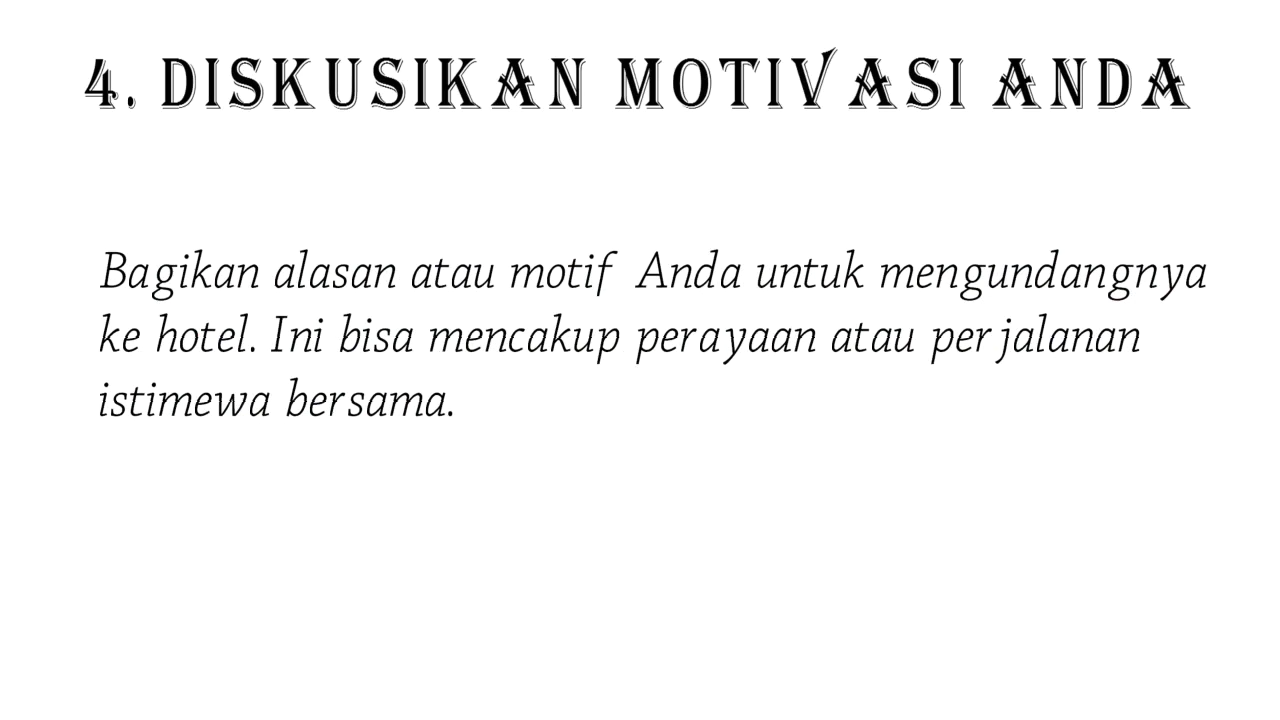 4. DISKUSIKAN MOTIVASI ANDA
Bagikan alasan atau motif Anda untuk mengundangnya
ke hotel. Ini bisa mencakup perayaan atau perjalanan
istimewa bersama.